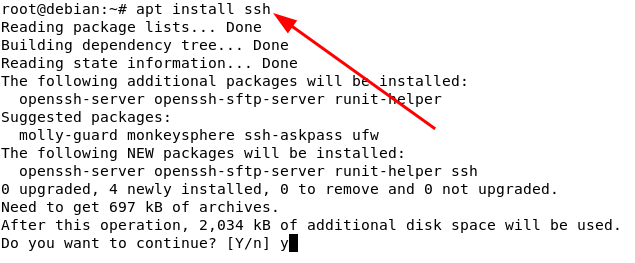 root@debian:~# apt install ssh
Reading package lists... Done
Building dependency tree... Done
Reading state information... Done
The following additional packages will be installed:
openssh-server openssh-sftp-server runit-helper
Suggested packages:
molly-guard monkeysphere ssh-askpass ufw
The following NEW packages will be installed:
openssh-server openssh-sftp-server runit-helper ssh
0 upgraded, 4 newly installed, 0 to remove and 0 not upgraded.
Need to get 697 kB of archives.
After this operation, 2,034 kB of additional disk space will be used.
Do you want to continue? [Y/n] y